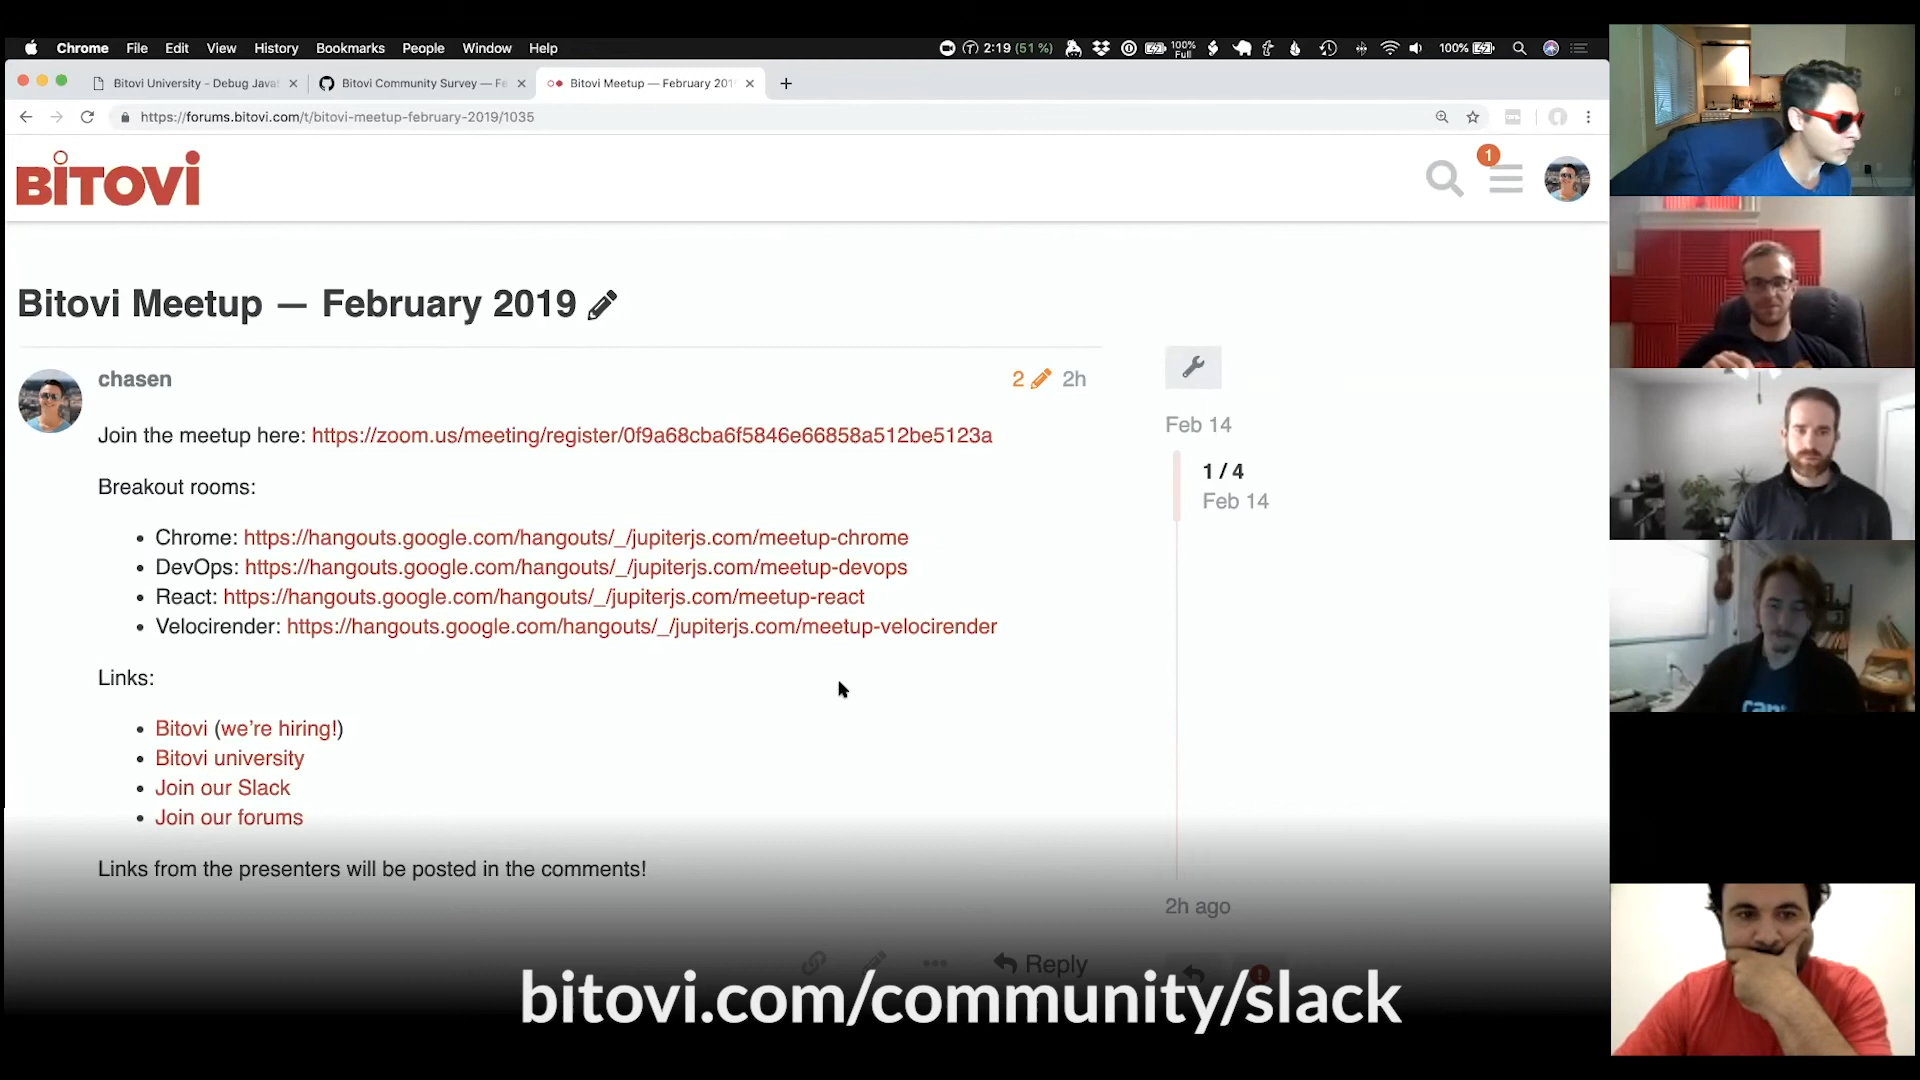 Chrome File Edit View History Bookmarks People Window Help
2:19 (51 %) 100% Full 100%
Bitovi University - Debug Java
Bitovi Community Survey — Fe
Bitovi Meetup — February 201
https://forums.bitovi.com/t/bitovi-meetup-february-2019/1035
BITOVI
1
Bitovi Meetup — February 2019
chasen
2 2h
Join the meetup here: https://zoom.us/meeting/register/0f9a68cba6f5846e66858a512be5123a
Breakout rooms:
Chrome: https://hangouts.google.com/hangouts/_/jupiterjs.com/meetup-chrome
DevOps: https://hangouts.google.com/hangouts/_/jupiterjs.com/meetup-devops
React: https://hangouts.google.com/hangouts/_/jupiterjs.com/meetup-react
Velocirender: https://hangouts.google.com/hangouts/_/jupiterjs.com/meetup-velocirender
Links:
Bitovi (we’re hiring!)
Bitovi university
Join our Slack
Join our forums
Links from the presenters will be posted in the comments!
Feb 14
1 / 4
Feb 14
2h ago
Reply
bitovi.com/community/slack